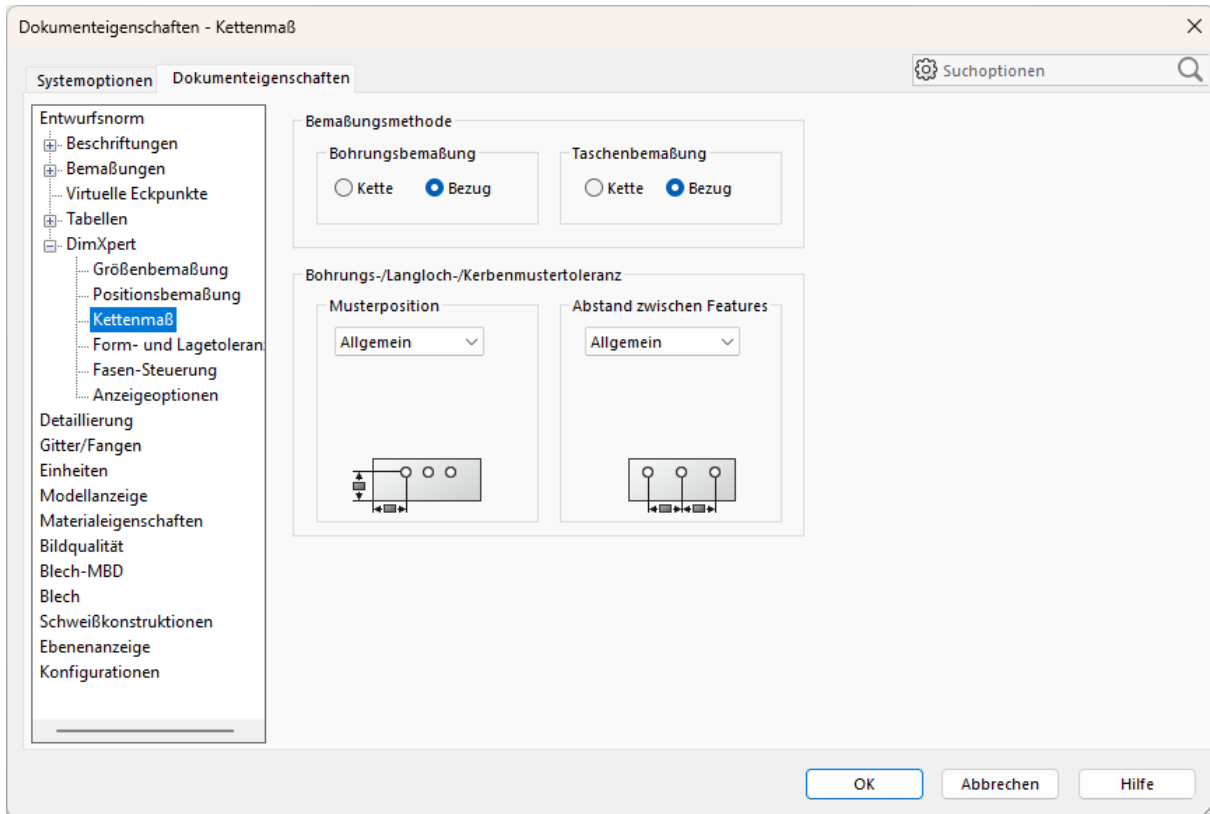 Dokumenteigenschaften - Kettenmaß
Systemoptionen
Dokumenteigenschaften
Suchoptionen
Entwurfsnorm
Beschriftungen
Bemaßungen
Virtuelle Eckpunkte
Tabellen
DimXpert
Größenbemaßung
Positionsbemaßung
Kettenmaß
Form- und Lagetoleran
Fasen-Steuerung
Anzeigeoptionen
Detaillierung
Gitter/Fangen
Einheiten
Modellanzeige
Materialeigenschaften
Bildqualität
Blech-MBD
Blech
Schweißkonstruktionen
Ebenenanzeige
Konfigurationen
Bemaßungsmethode
Bohrungsbemaßung
Kette Bezug
Taschenbemaßung
Kette Bezug
Bohrungs-/Langloch-/Kerbenmustertoleranz
Musterposition
Allgemein
Abstand zwischen Features
Allgemein
OK
Abbrechen
Hilfe